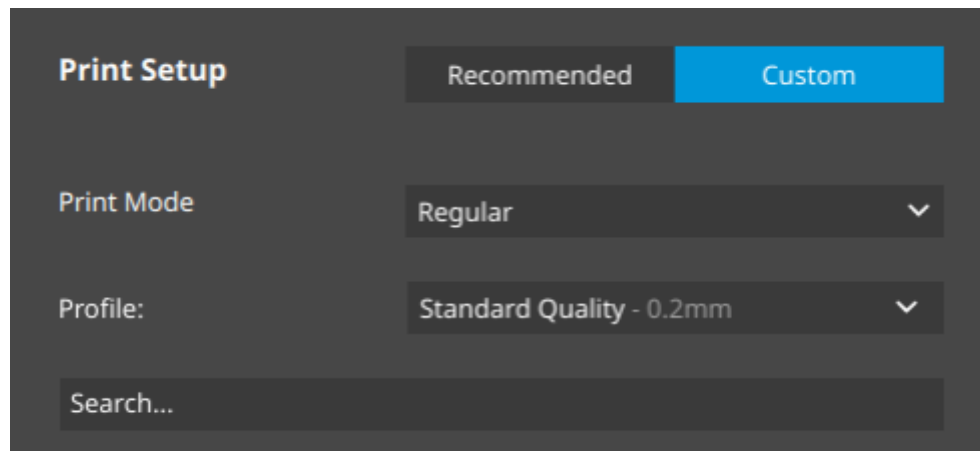 Print Setup Recommended Custom
Print Mode Regular
Profile: Standard Quality - 0.2mm
Search...